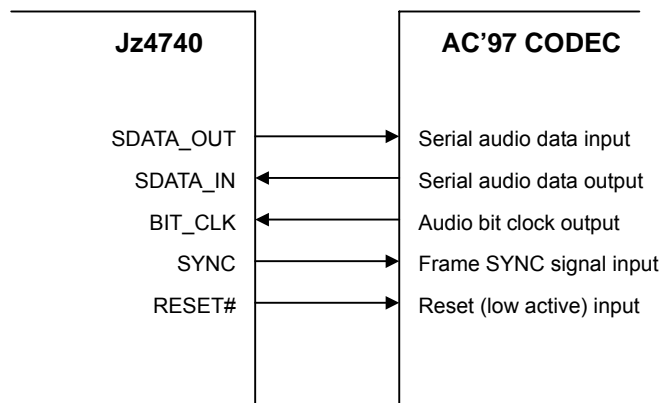 Jz4740 AC’97 CODEC
SDATA_OUT Serial audio data input
SDATA_IN Serial audio data output
BIT_CLK Audio bit clock output
SYNC Frame SYNC signal input
RESET# Reset (low active) input